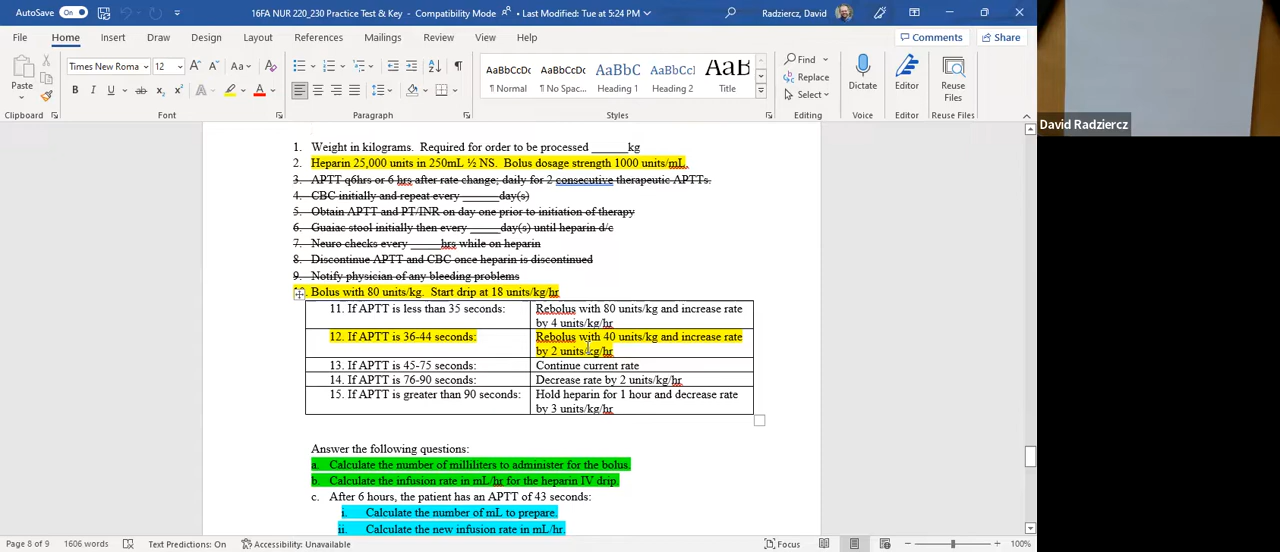 AutoSave On 16FA NUR 220_230 Practice Test & Key - Compatibility Mode • Last Modified: Tue at 5:24 PM Radziercz, David
File Home Insert Draw Design Layout References Mailings Review View Help Comments Share
Times New Roma 12 A A Aa A
Paste B I U ab x x A A
AaBbCcDc AaBbCcDc AaBbC AaBbCcI AaB
¶ Normal ¶ No Spac... Heading 1 Heading 2 Title
Find
Replace
Select
Dictate Editor Reuse Files
Clipboard Font Paragraph Styles Editing Voice Editor Reuse Files
David Radziercz
1. Weight in kilograms. Required for order to be processed ______kg
2. Heparin 25,000 units in 250mL ½ NS. Bolus dosage strength 1000 units/mL.
3. APTT q6hrs or 6 hrs after rate change; daily for 2 consecutive therapeutic APTTs.
4. CBC initially and repeat every ______day(s)
5. Obtain APTT and PT/INR on day one prior to initiation of therapy
6. Guaiac stool initially then every _____day(s) until heparin d/c
7. Neuro checks every ______hrs while on heparin
8. Discontinue APTT and CBC once heparin is discontinued
9. Notify physician of any bleeding problems
10. Bolus with 80 units/kg. Start drip at 18 units/kg/hr
11. If APTT is less than 35 seconds: Rebolus with 80 units/kg and increase rate
by 4 units/kg/hr
12. If APTT is 36-44 seconds: Rebolus with 40 units/kg and increase rate
by 2 units/kg/hr
13. If APTT is 45-75 seconds: Continue current rate
14. If APTT is 76-90 seconds: Decrease rate by 2 units/kg/hr
15. If APTT is greater than 90 seconds: Hold heparin for 1 hour and decrease rate
by 3 units/kg/hr
Answer the following questions:
a. Calculate the number of milliliters to administer for the bolus.
b. Calculate the infusion rate in mL/hr for the heparin IV drip.
c. After 6 hours, the patient has an APTT of 43 seconds:
i. Calculate the number of mL to prepare.
ii. Calculate the new infusion rate in mL/hr.
Page 8 of 9 1606 words Text Predictions: On Accessibility: Unavailable Focus 100%